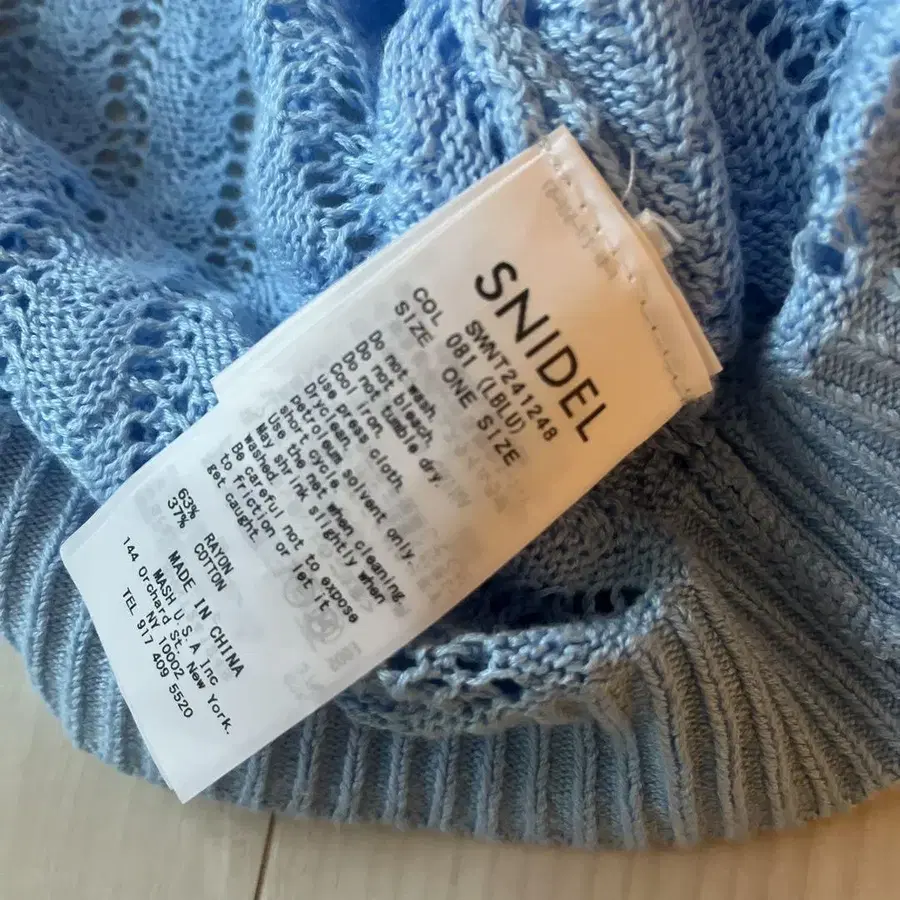 SNIDEL
SWNT241248
COL 081 (LBLU)
SIZE ONE SIZE
Do not wash.
Do not bleach.
Do not tumble dry.
Cool iron.
Use press cloth.
Dryclean,
petroleum solvent only.
Use the net when cleaning
short cycle.
May shrink slightly when
washed.
Be careful not to expose
to friction or let it
get caught.
63% RAYON
37% COTTON
MADE IN CHINA
MASH U.S.A Inc
144 Orchard St. New York.
NY 10002
TEL 917 409 5520